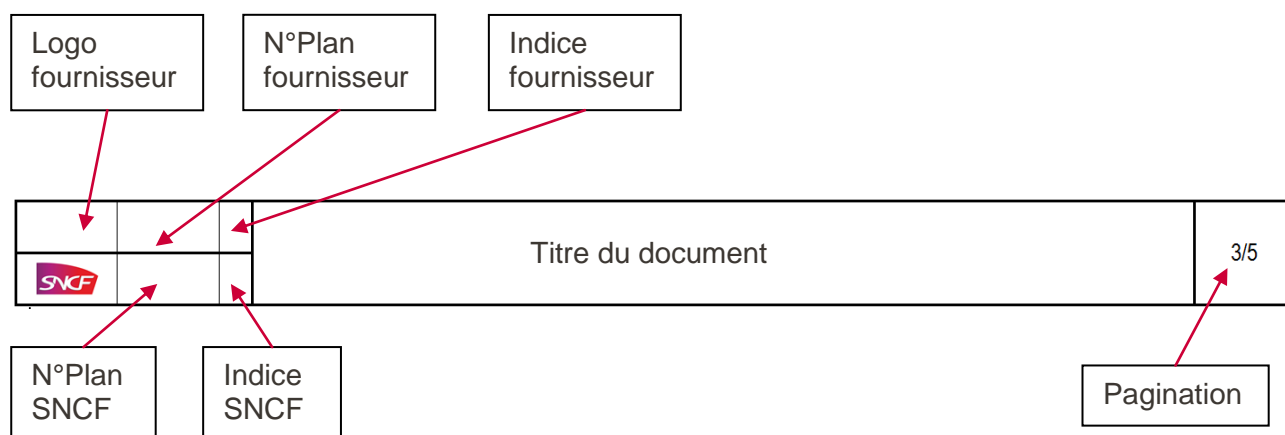 Logo
fournisseur
N°Plan
fournisseur
Indice
fournisseur
Titre du document
3/5
SNCF
N°Plan
SNCF
Indice
SNCF
Pagination